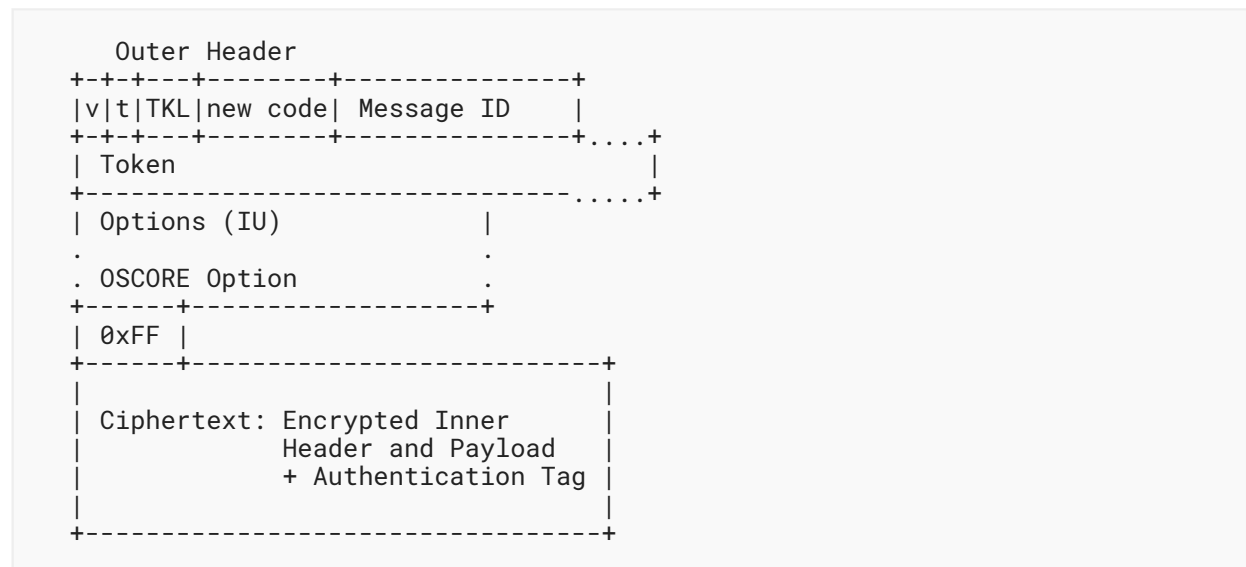 Outer Header
+-+-+---+--------+---------------+
|v|t|TKL|new code| Message ID    |
+-+-+---+--------+---------------+....+
| Token                               |
+--------------------------------.....+
| Options (IU)             |
.                          .
. OSCORE Option            .
+------+-------------------+
| 0xFF |
+------+---------------------------+
|                                  |
| Ciphertext: Encrypted Inner      |
|             Header and Payload   |
|             + Authentication Tag |
|                                  |
+----------------------------------+